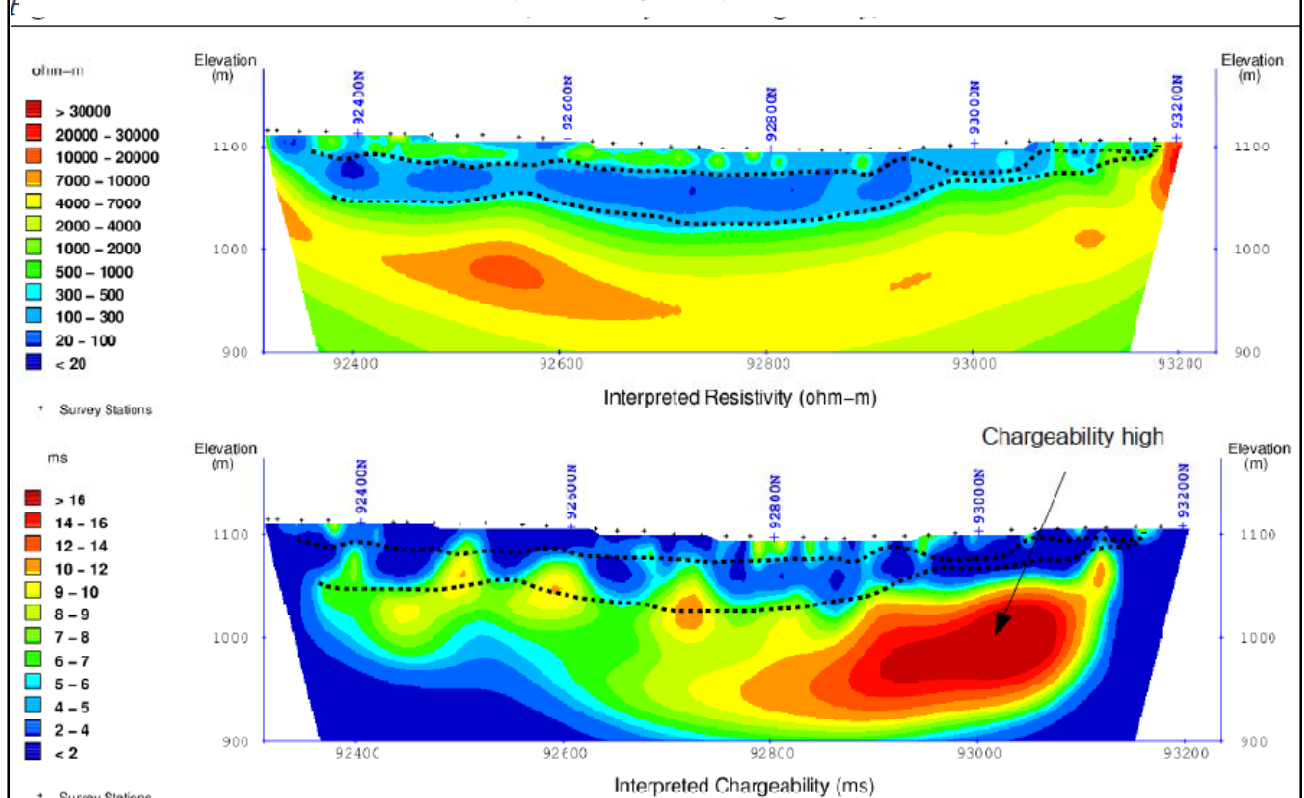 ohm-m
> 30000
20000 - 30000
10000 - 20000
7000 - 10000
4000 - 7000
2000 - 4000
1000 - 2000
500 - 1000
300 - 500
100 - 300
20 - 100
< 20
+ Survey Stations
Elevation
(m)
Elevation
(m)
92400N
92600N
92800N
93000N
93200N
1100
1000
900
1100
1000
900
92400
92600
92800
93000
93200
Interpreted Resistivity (ohm-m)
ms
> 16
14 - 16
12 - 14
10 - 12
9 - 10
8 - 9
7 - 8
6 - 7
5 - 6
4 - 5
2 - 4
< 2
+ Survey Stations
Chargeability high
Elevation
(m)
Elevation
(m)
92400N
92600N
92800N
93000N
93200N
1100
1000
900
1100
1000
900
92400
92600
92800
93000
93200
Interpreted Chargeability (ms)